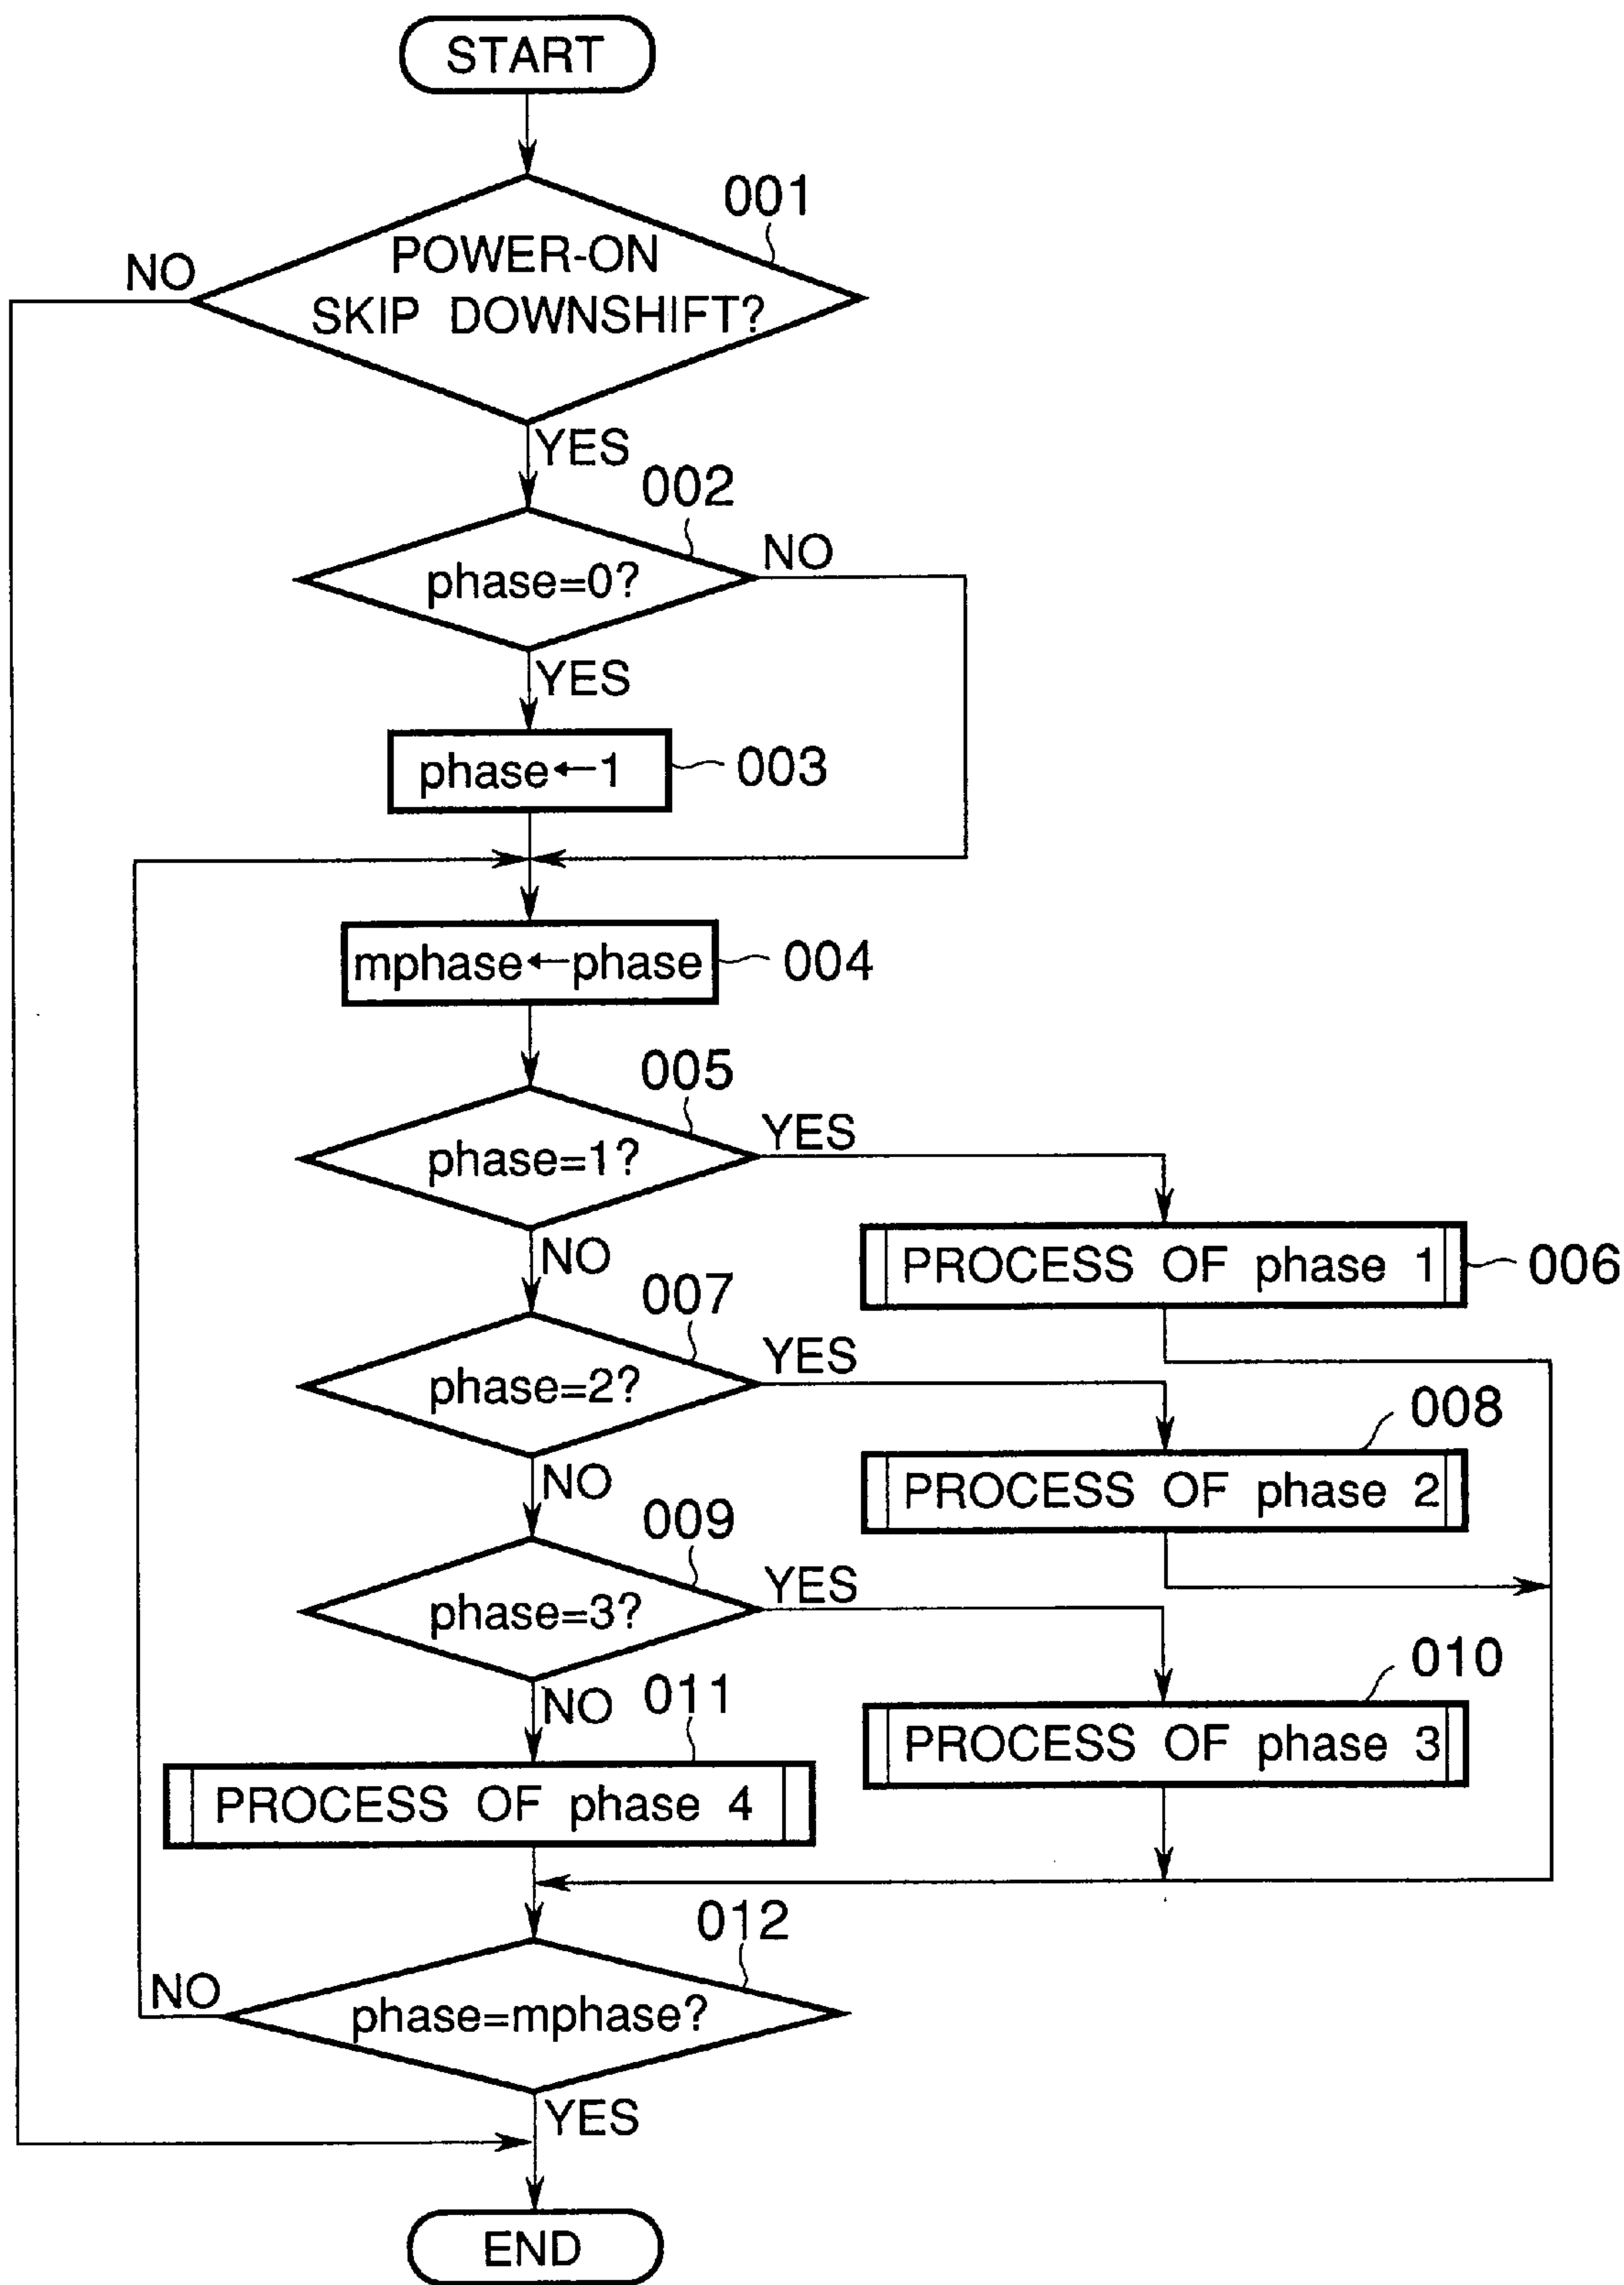 START
001
NO
POWER-ON
SKIP DOWNSHIFT?
YES
002
NO
phase=0?
YES
phase←1
003
mphase←phase
004
005
YES
phase=1?
NO
PROCESS OF phase 1
006
007
YES
phase=2?
008
NO
PROCESS OF phase 2
009
YES
phase=3?
010
NO
011
PROCESS OF phase 3
PROCESS OF phase 4
012
NO
phase=mphase?
YES
END